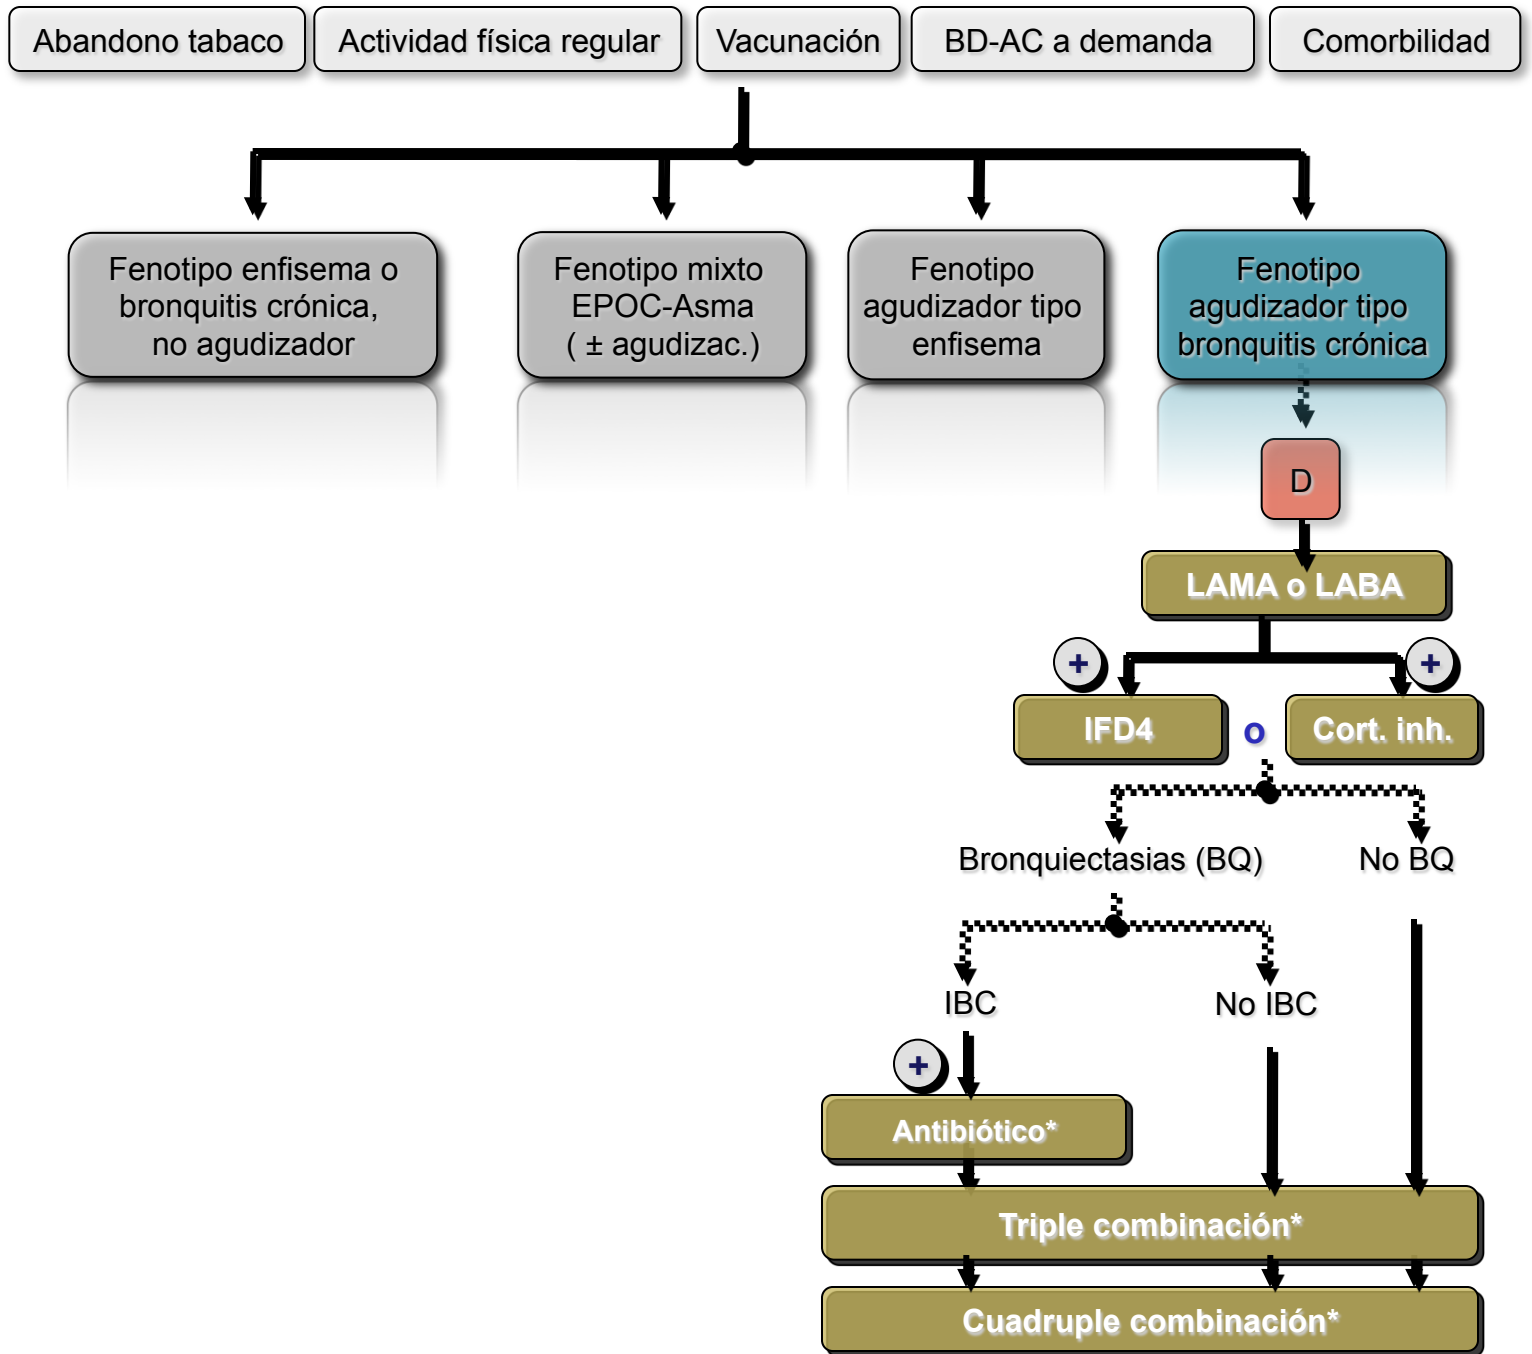 Abandono tabaco
Actividad física regular
Vacunación
BD-AC a demanda
Comorbilidad
Fenotipo enfisema o
bronquitis crónica,
no agudizador
Fenotipo mixto
EPOC-Asma
( ± agudizac.)
Fenotipo
agudizador tipo
enfisema
Fenotipo
agudizador tipo
bronquitis crónica
D
LAMA o LABA
+
+
IFD4
o
Cort. inh.
Bronquiectasias (BQ)
No BQ
IBC
No IBC
+
Antibiótico*
Triple combinación*
Cuadruple combinación*